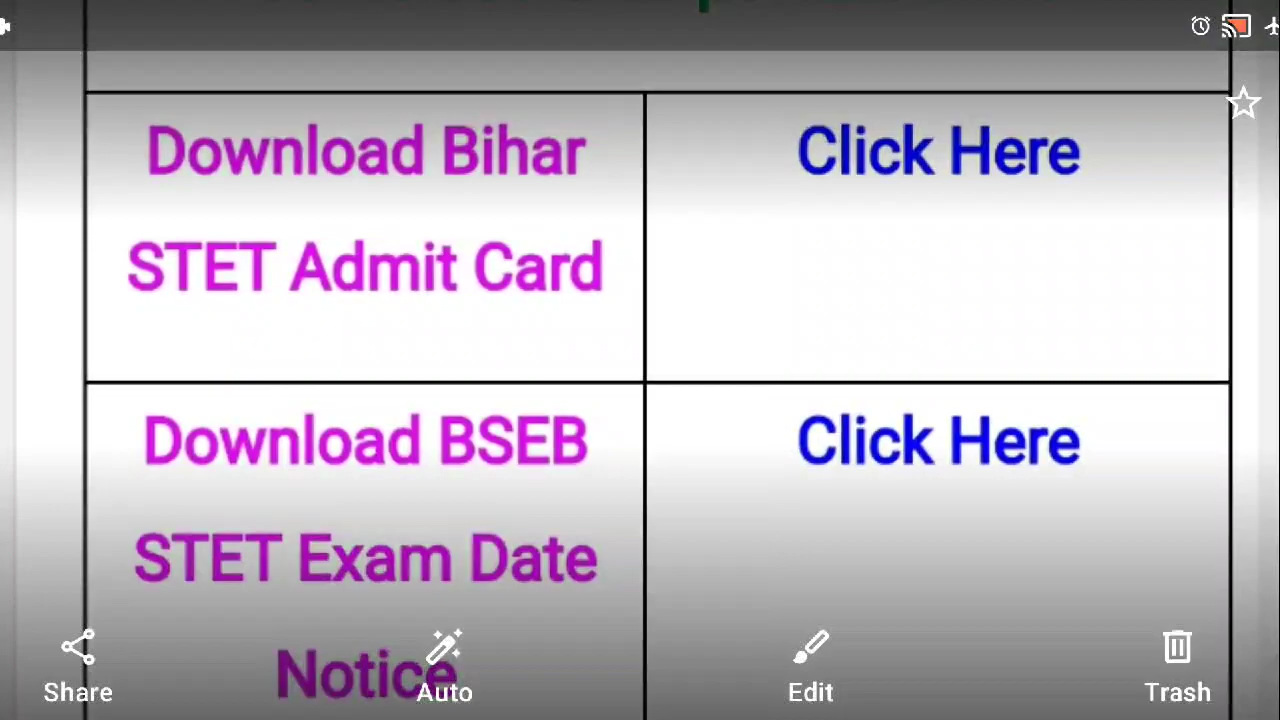 Download Bihar
STET Admit Card
Click Here
Download BSEB
STET Exam Date
Notice
Click Here
Share
Auto
Edit
Trash